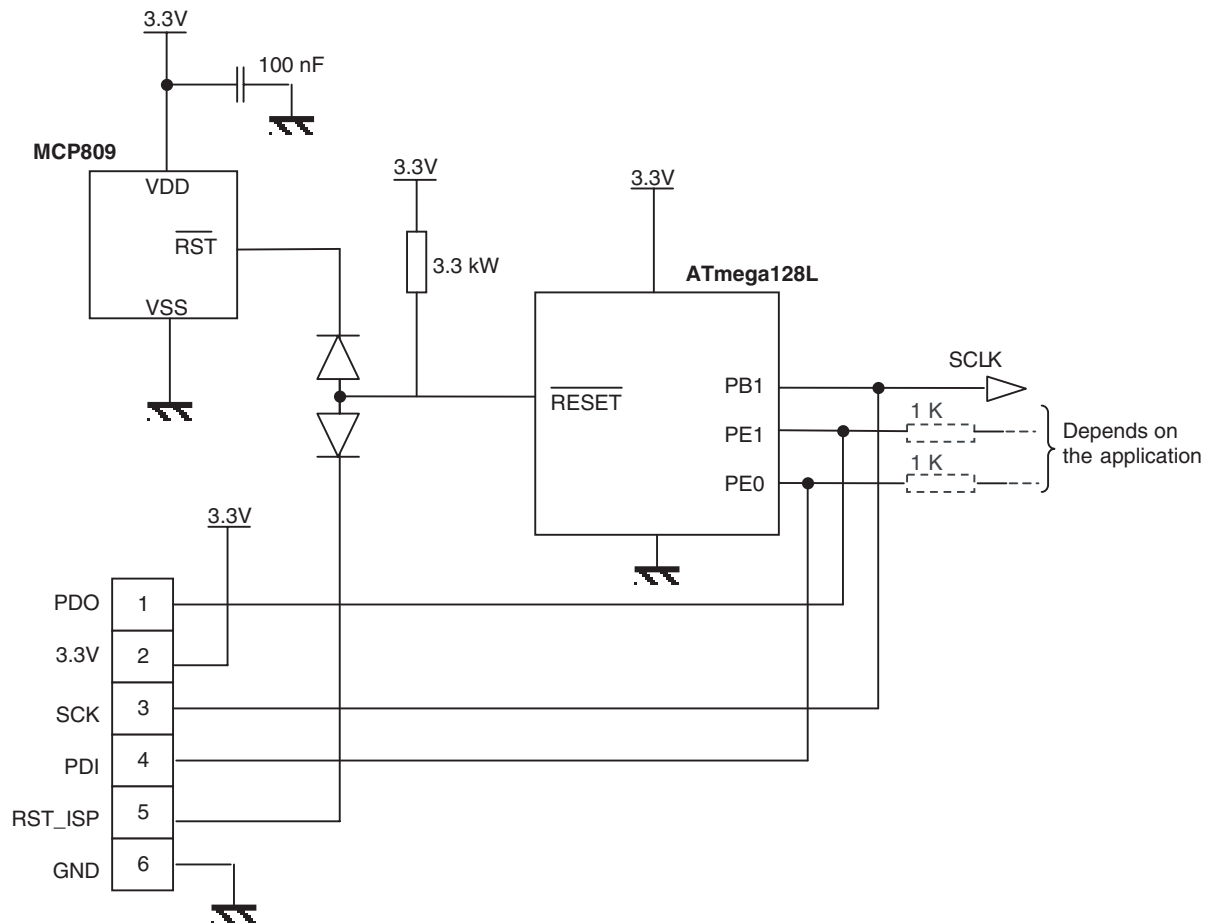 3.3V
100 nF
MCP809
VDD
RST
VSS
3.3V
3.3 kW
3.3V
ATmega128L
RESET
PB1
PE1
PE0
SCLK
1 K
1 K
Depends on
the application
3.3V
PDO 1
3.3V 2
SCK 3
PDI 4
RST_ISP 5
GND 6